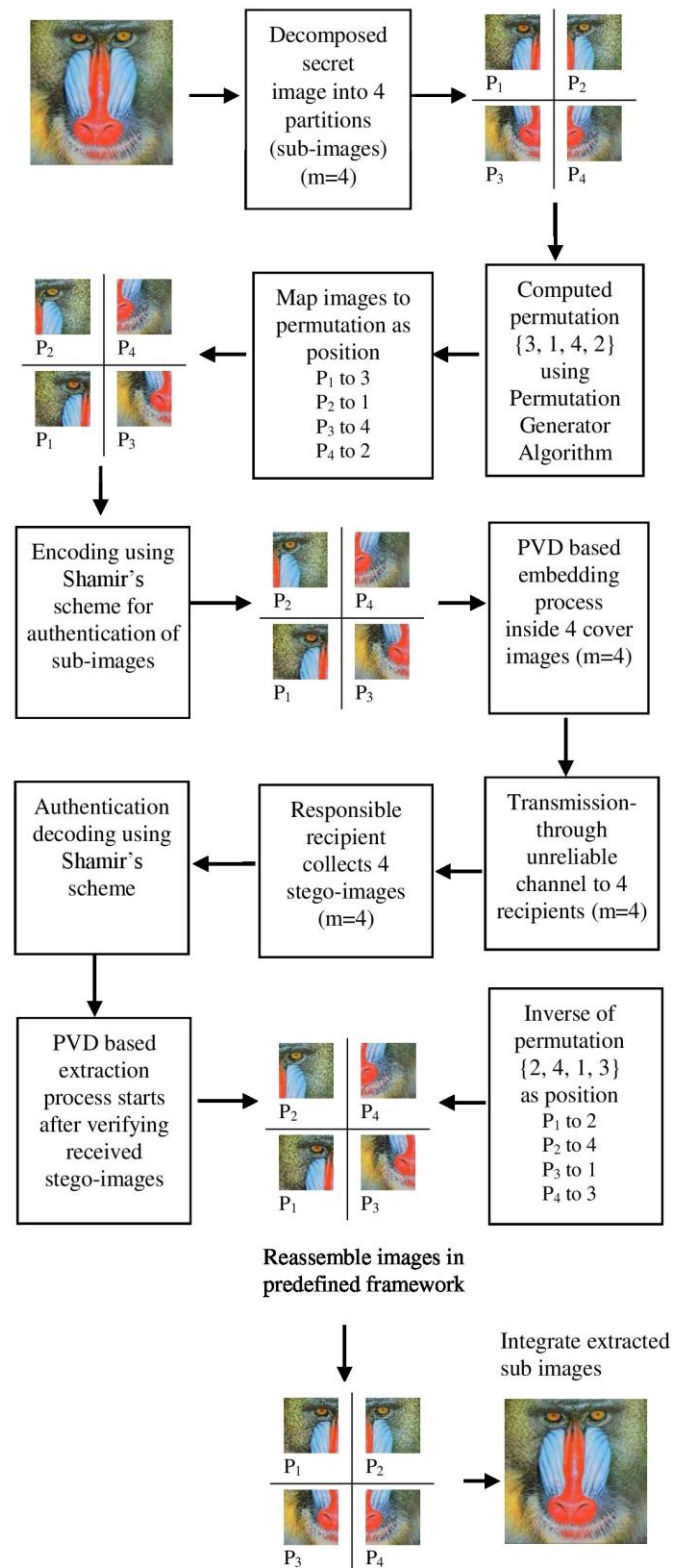 Decomposed
secret
image into 4
partitions
(sub-images)
(m=4)
P₁
P₂
P₃
P₄
Computed
permutation
{3, 1, 4, 2}
using
Permutation
Generator
Algorithm
Map images to
permutation as
position
P₁ to 3
P₂ to 1
P₃ to 4
P₄ to 2
P₂
P₄
P₁
P₃
Encoding using
Shamir's
scheme for
authentication of
sub-images
P₂
P₄
P₁
P₃
PVD based
embedding
process
inside 4 cover
images (m=4)
Transmission-
through
unreliable
channel to 4
recipients (m=4)
Responsible
recipient
collects 4
stego-images
(m=4)
Authentication
decoding using
Shamir's
scheme
PVD based
extraction
process starts
after verifying
received
stego-images
P₂
P₄
P₁
P₃
Inverse of
permutation
{2, 4, 1, 3}
as position
P₁ to 2
P₂ to 4
P₃ to 1
P₄ to 3
Reassemble images in
predefined framework
P₁
P₂
P₃
P₄
Integrate extracted
sub images